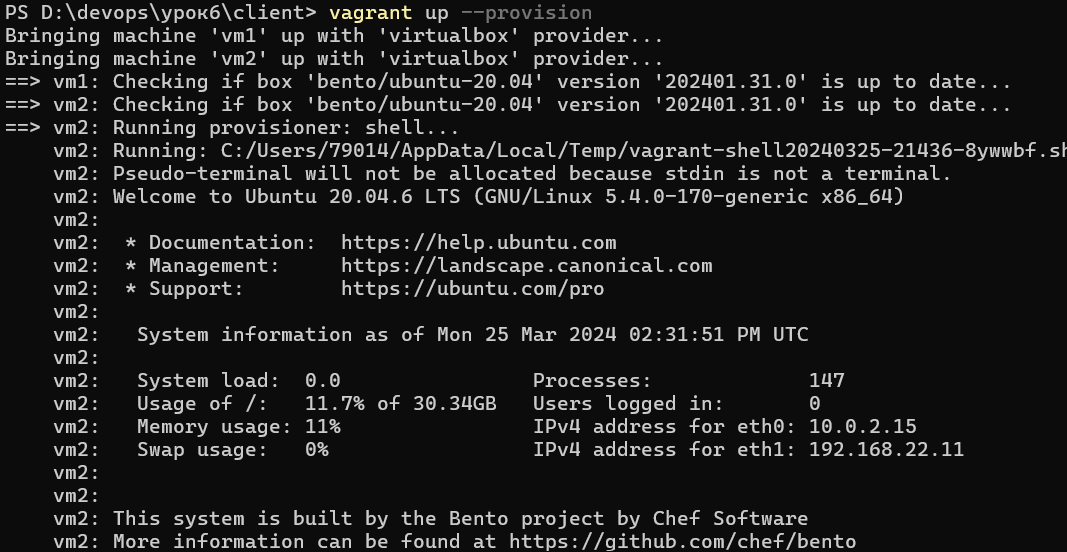 PS D:\devops\урок6\client> vagrant up --provision
Bringing machine 'vm1' up with 'virtualbox' provider...
Bringing machine 'vm2' up with 'virtualbox' provider...
==> vm1: Checking if box 'bento/ubuntu-20.04' version '202401.31.0' is up to date...
==> vm2: Checking if box 'bento/ubuntu-20.04' version '202401.31.0' is up to date...
==> vm2: Running provisioner: shell...
    vm2: Running: C:/Users/79014/AppData/Local/Temp/vagrant-shell20240325-21436-8ywwbf.sh
    vm2: Pseudo-terminal will not be allocated because stdin is not a terminal.
    vm2: Welcome to Ubuntu 20.04.6 LTS (GNU/Linux 5.4.0-170-generic x86_64)
    vm2:
    vm2:  * Documentation:  https://help.ubuntu.com
    vm2:  * Management:     https://landscape.canonical.com
    vm2:  * Support:        https://ubuntu.com/pro
    vm2:
    vm2:   System information as of Mon 25 Mar 2024 02:31:51 PM UTC
    vm2:
    vm2:   System load:  0.0                Processes:             147
    vm2:   Usage of /:   11.7% of 30.34GB   Users logged in:       0
    vm2:   Memory usage: 11%                IPv4 address for eth0: 10.0.2.15
    vm2:   Swap usage:   0%                 IPv4 address for eth1: 192.168.22.11
    vm2:
    vm2:
    vm2: This system is built by the Bento project by Chef Software
    vm2: More information can be found at https://github.com/chef/bento